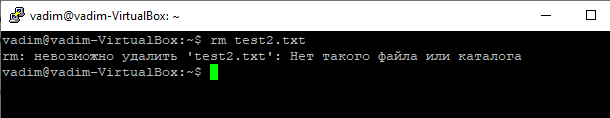 vadim@vadim-VirtualBox: ~
vadim@vadim-VirtualBox:~$ rm test2.txt
rm: невозможно удалить 'test2.txt': Нет такого файла или каталога
vadim@vadim-VirtualBox:~$